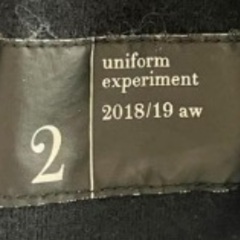 uniform
experiment
2018/19 aw
2